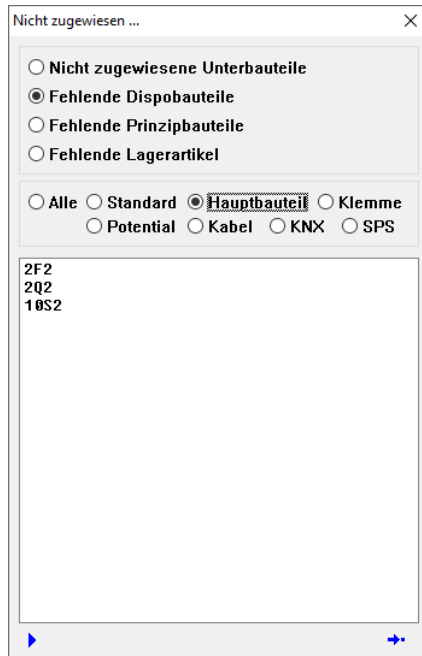 Nicht zugewiesen ...
Nicht zugewiesene Unterbauteile
Fehlende Dispobauteile
Fehlende Prinzipbauteile
Fehlende Lagerartikel
Alle Standard Hauptbauteil Klemme
Potential Kabel KNX SPS
2F2
2Q2
10S2